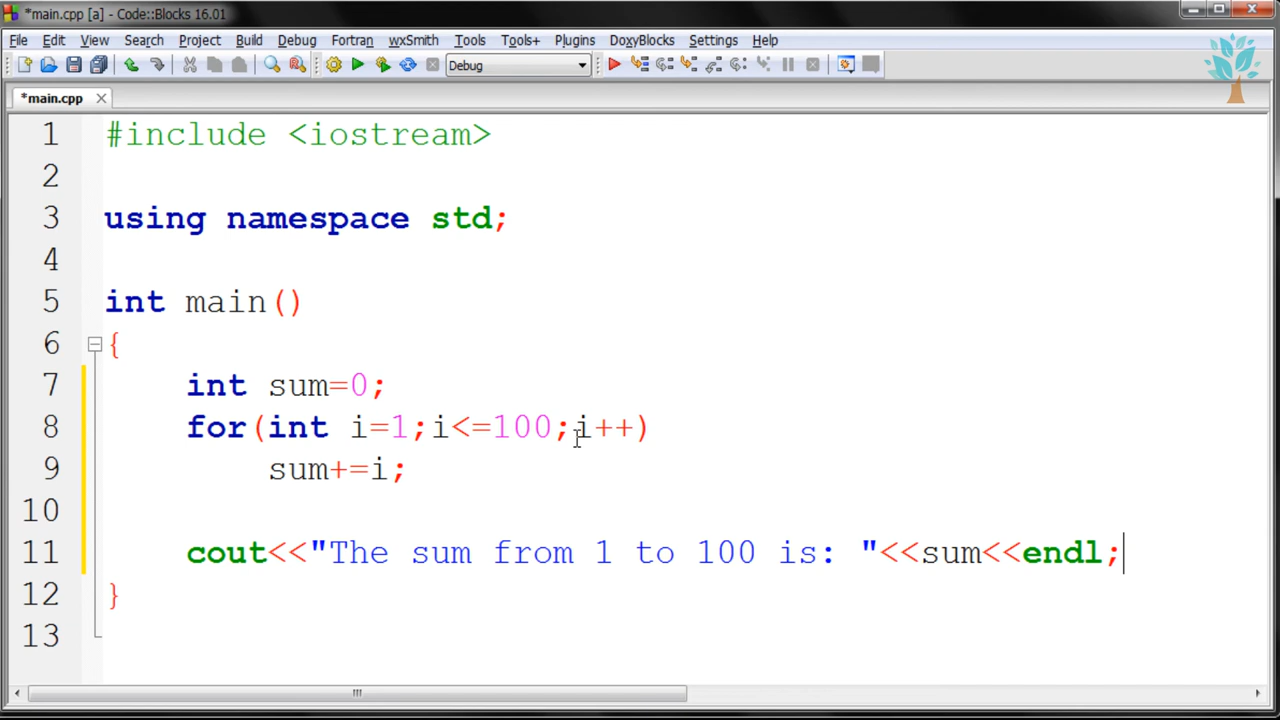 *main.cpp [a] - Code::Blocks 16.01
File Edit View Search Project Build Debug Fortran wxSmith Tools Tools+ Plugins DoxyBlocks Settings Help
Debug
*main.cpp
1 #include <iostream>
2
3 using namespace std;
4
5 int main()
6 {
7 int sum=0;
8 for(int i=1;i<=100;i++)
9 sum+=i;
10
11 cout<<"The sum from 1 to 100 is: "<<sum<<endl;
12 }
13